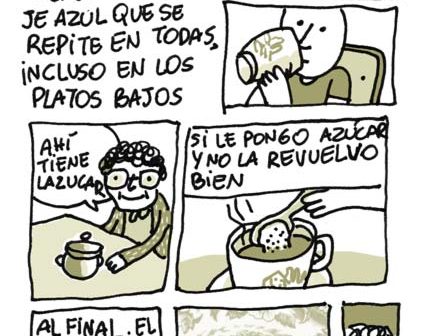 JE AZUL QUE SE
REPITE EN TODAS,
INCLUSO EN LOS
PLATOS BAJOS
AHÍ
TIENE
LAZUCAR
SI LE PONGO AZÚCAR
Y NO LA REVUELVO
BIEN
AL FINAL, EL